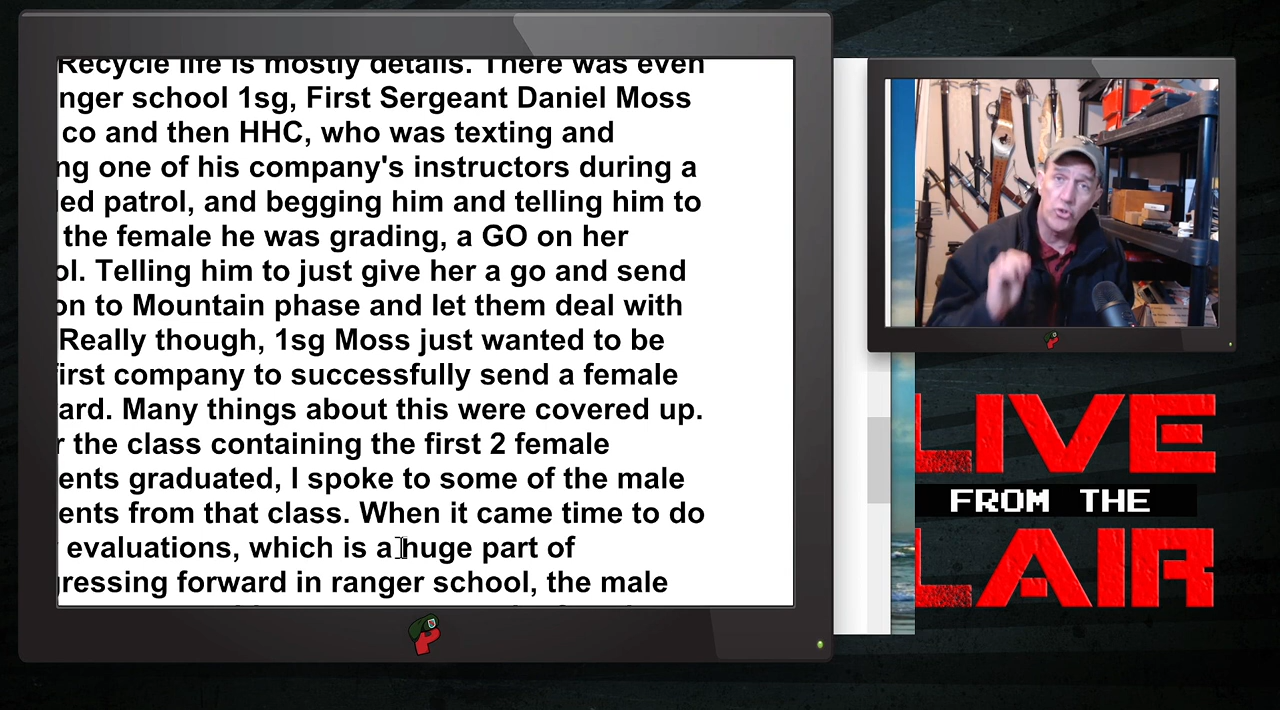 Recycle life is mostly details. There was even
nger school 1sg, First Sergeant Daniel Moss
co and then HHC, who was texting and
ng one of his company's instructors during a
led patrol, and begging him and telling him to
the female he was grading, a GO on her
ol. Telling him to just give her a go and send
on to Mountain phase and let them deal with
Really though, 1sg Moss just wanted to be
first company to successfully send a female
ard. Many things about this were covered up.
r the class containing the first 2 female
ents graduated, I spoke to some of the male
ents from that class. When it came time to do
evaluations, which is a huge part of
gressing forward in ranger school, the male
LIVE
FROM THE
LAIR